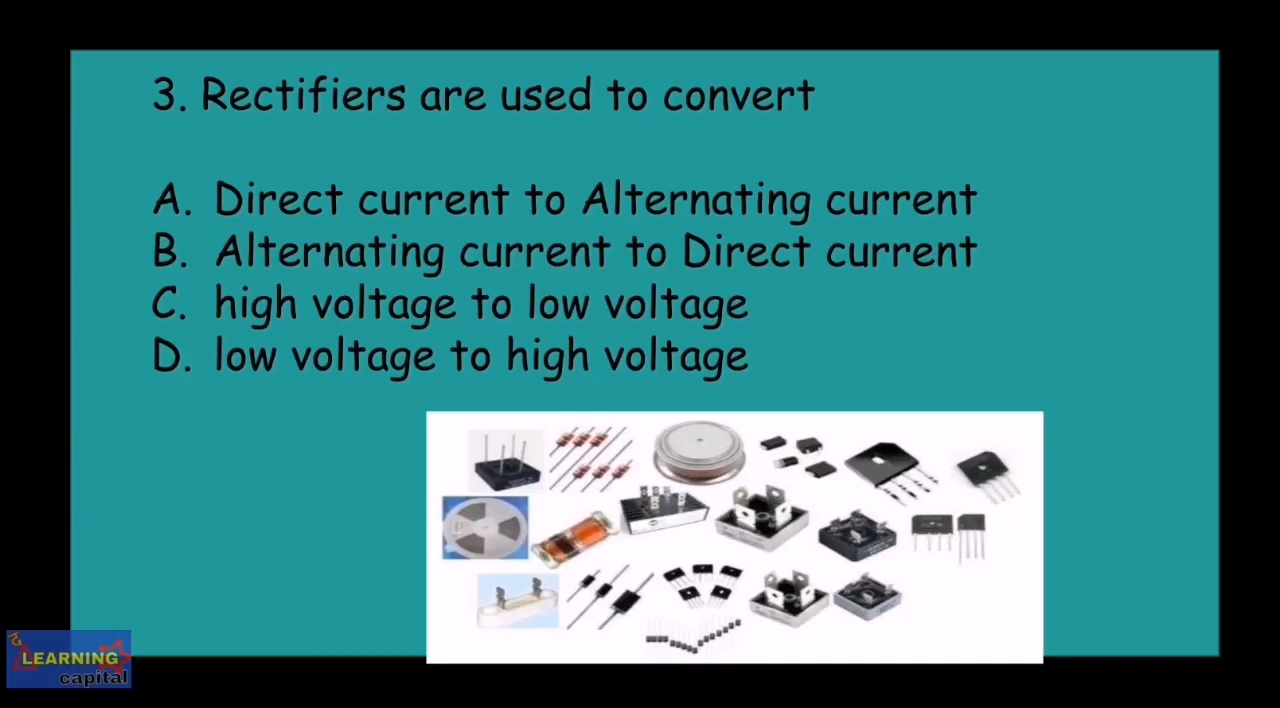 3. Rectifiers are used to convert
A. Direct current to Alternating current
B. Alternating current to Direct current
C. high voltage to low voltage
D. low voltage to high voltage
LEARNING
capital